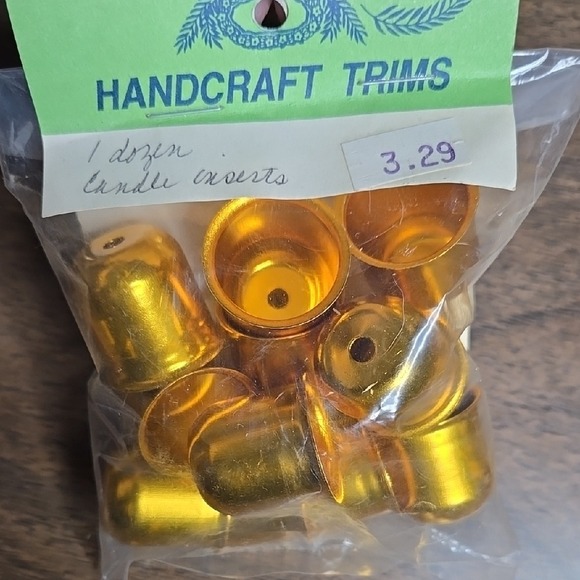 HANDCRAFT TRIMS
1 dozen
Candle inserts
3.29